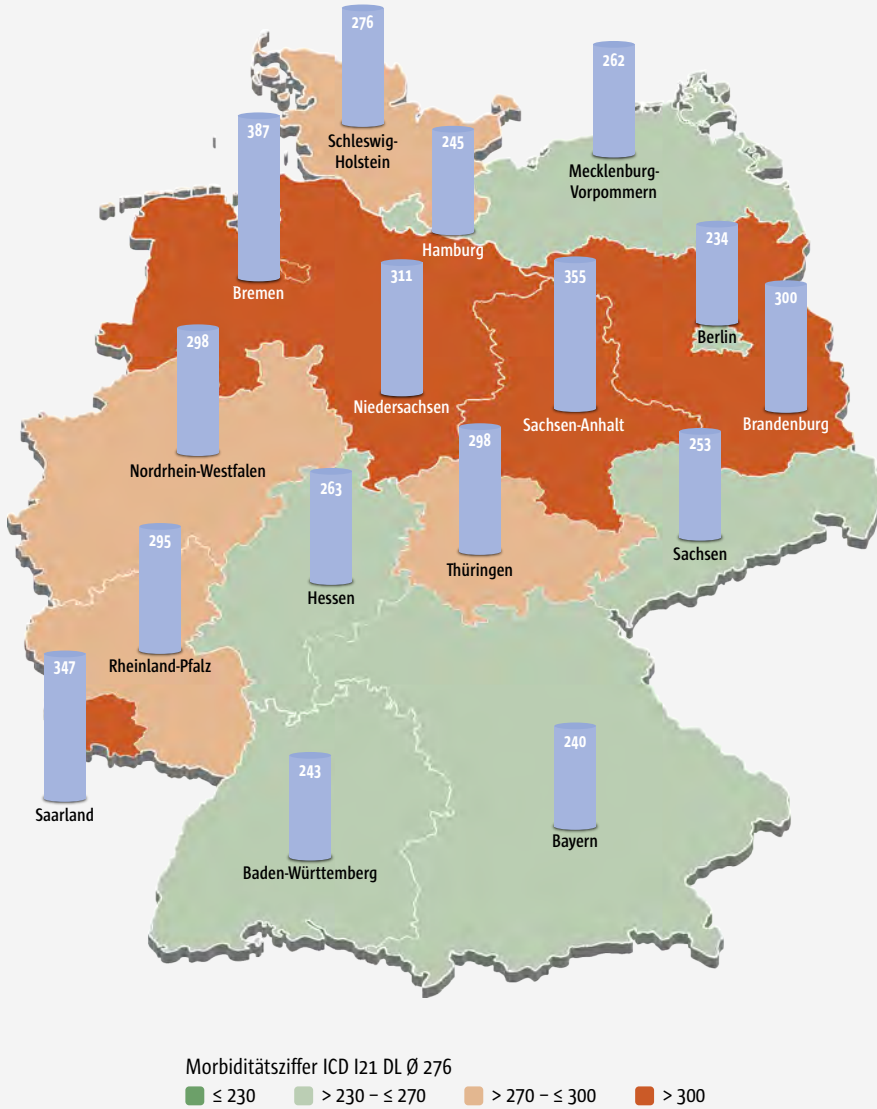 276
262
387
Schleswig-
Holstein
245
Mecklenburg-
Vorpommern
234
Hamburg
311
355
300
Bremen
298
Berlin
Niedersachsen
Sachsen-Anhalt
Brandenburg
298
253
Nordrhein-Westfalen
263
295
Thüringen
Sachsen
Hessen
347
Rheinland-Pfalz
240
243
Saarland
Bayern
Baden-Württemberg
Morbiditätsziffer ICD I21 DL Ø 276
≤ 230 > 230 – ≤ 270 > 270 – ≤ 300 > 300